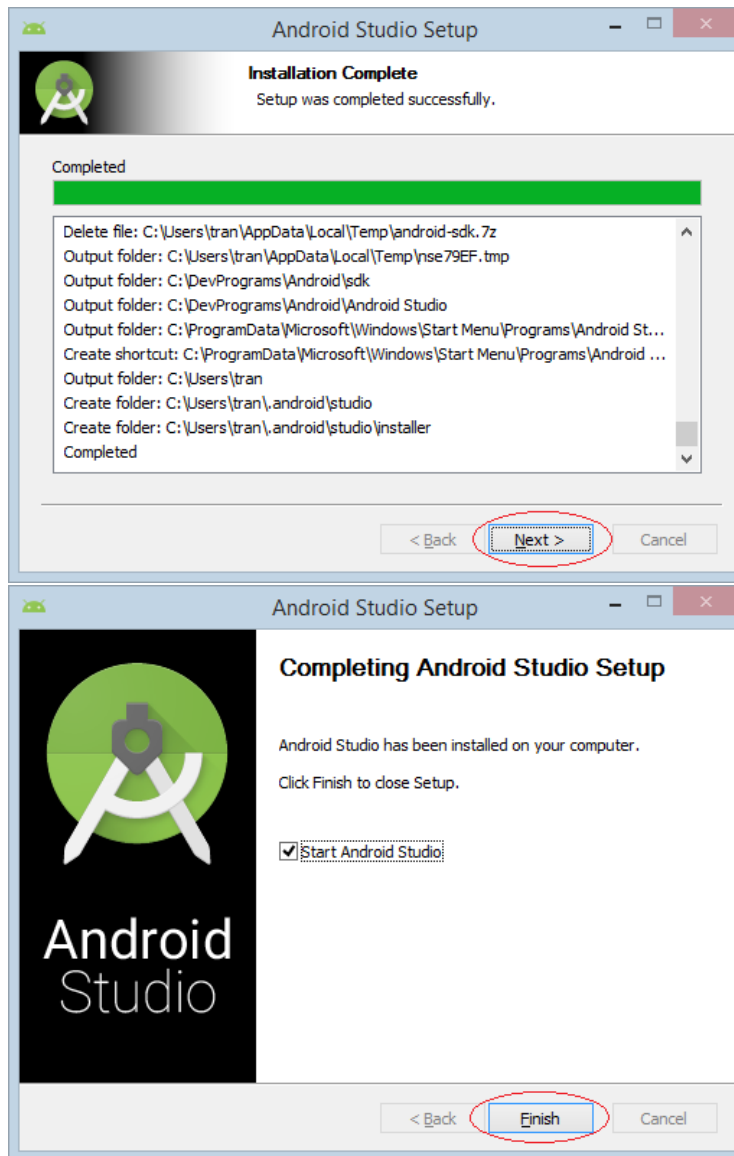 Android Studio Setup
Installation Complete
Setup was completed successfully.
Completed
Delete file: C:\Users\tran\AppData\Local\Temp\android-sdk.7z
Output folder: C:\Users\tran\AppData\Local\Temp\nse79EF.tmp
Output folder: C:\DevPrograms\Android\sdk
Output folder: C:\DevPrograms\Android\Android Studio
Output folder: C:\ProgramData\Microsoft\Windows\Start Menu\Programs\Android St...
Create shortcut: C:\ProgramData\Microsoft\Windows\Start Menu\Programs\Android ...
Output folder: C:\Users\tran
Create folder: C:\Users\tran\.android\studio
Create folder: C:\Users\tran\.android\studio\installer
Completed
< Back Next > Cancel
Android Studio Setup
Completing Android Studio Setup
Android Studio has been installed on your computer.
Click Finish to close Setup.
Start Android Studio
Android
Studio
< Back Finish Cancel